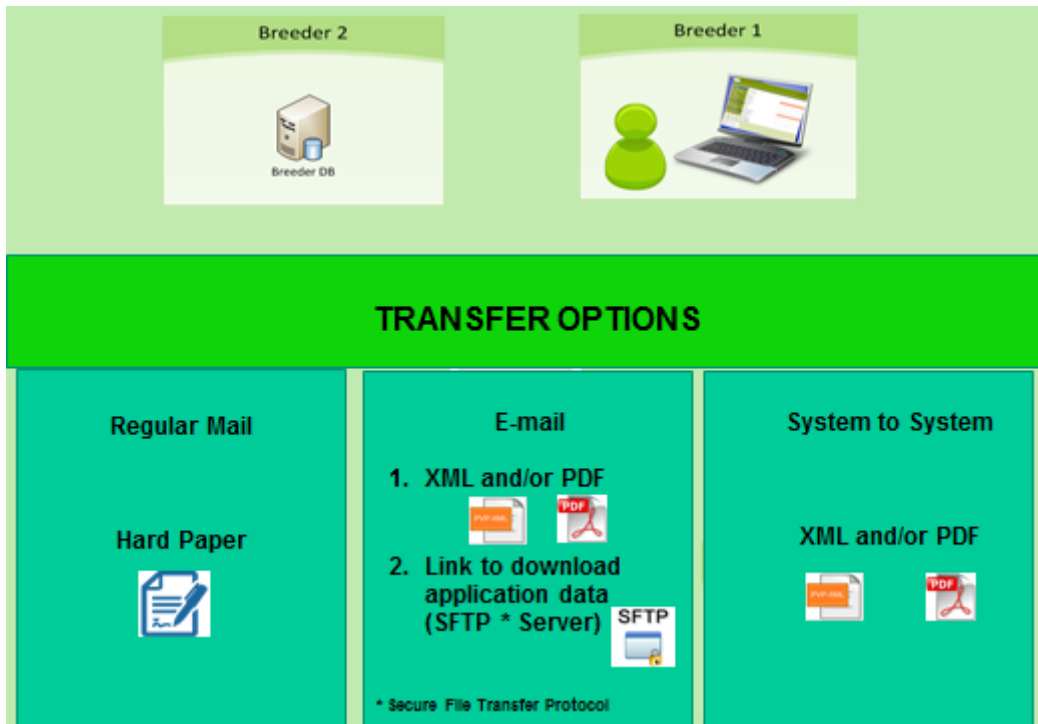 Breeder 2
Breeder 1
Breeder DB
TRANSFER OPTIONS
Regular Mail
Hard Paper
E-mail
1. XML and/or PDF
PVP-XML
PDF
2. Link to download
application data
(SFTP * Server)
SFTP
* Secure File Transfer Protocol
System to System
XML and/or PDF
PVP-XML
PDF